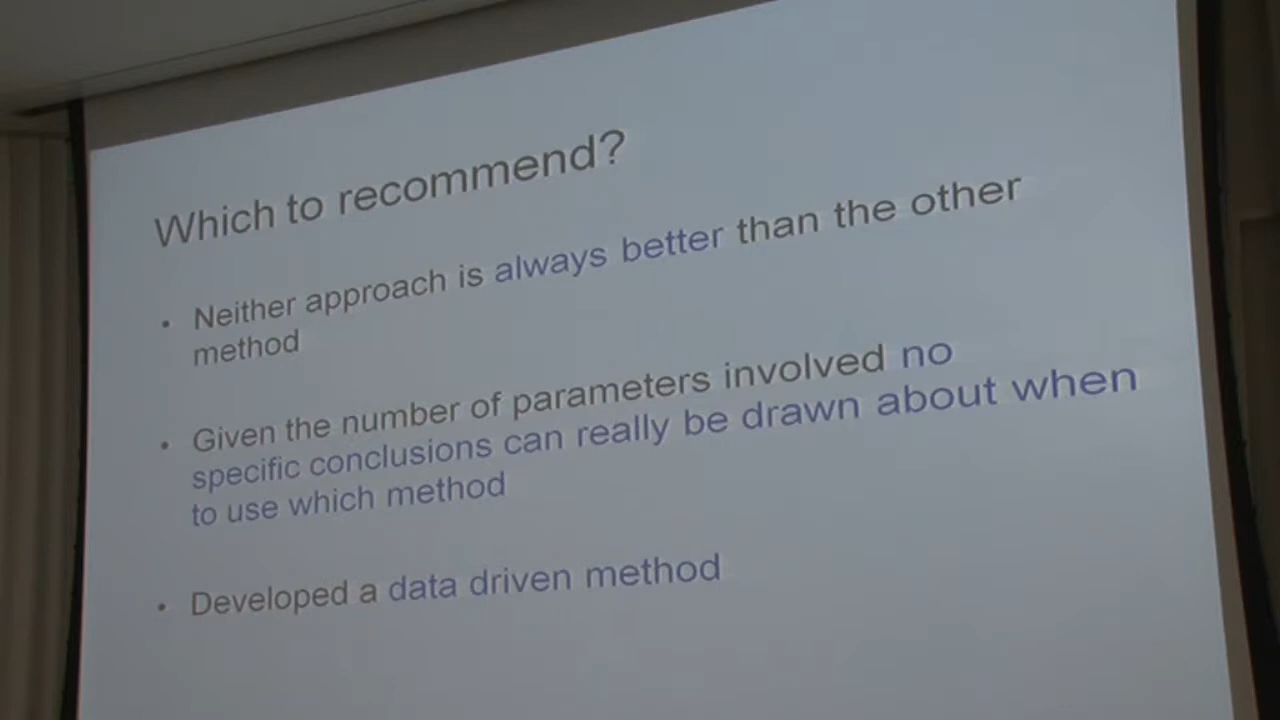 Which to recommend?
• Neither approach is always better than the other
method
• Given the number of parameters involved no
specific conclusions can really be drawn about when
to use which method
• Developed a data driven method